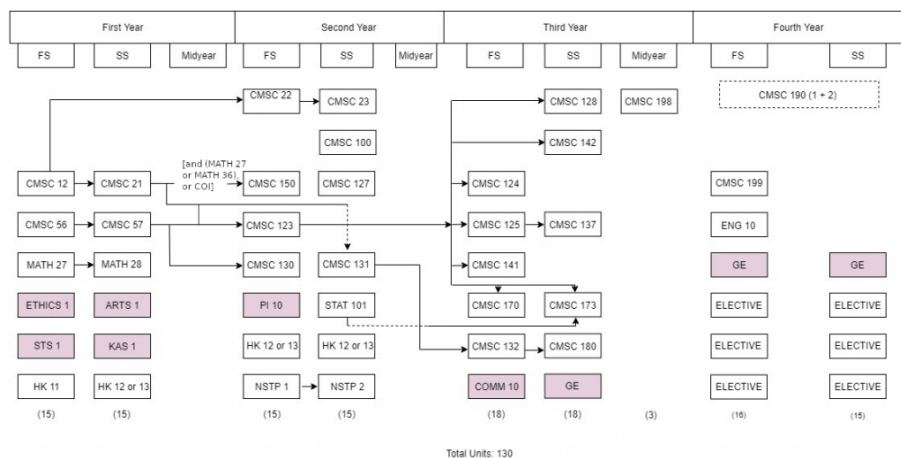 First Year Second Year Third Year Fourth Year
FS SS Midyear FS SS Midyear FS SS Midyear FS SS
CMSC 22 CMSC 23 CMSC 128 CMSC 198 CMSC 190 (1 + 2)
CMSC 100 CMSC 142
[and (MATH 27
or MATH 36),
or COI]
CMSC 12 CMSC 21 CMSC 150 CMSC 127 CMSC 124 CMSC 199
CMSC 56 CMSC 57 CMSC 123 CMSC 125 CMSC 137 ENG 10
MATH 27 MATH 28 CMSC 130 CMSC 131 CMSC 141 GE GE
ETHICS 1 ARTS 1 PI 10 STAT 101 CMSC 170 CMSC 173 ELECTIVE ELECTIVE
STS 1 KAS 1 HK 12 or 13 HK 12 or 13 CMSC 132 CMSC 180 ELECTIVE ELECTIVE
HK 11 HK 12 or 13 NSTP 1 NSTP 2 COMM 10 GE ELECTIVE ELECTIVE
(15) (15) (15) (15) (18) (18) (3) (16) (15)
Total Units: 130